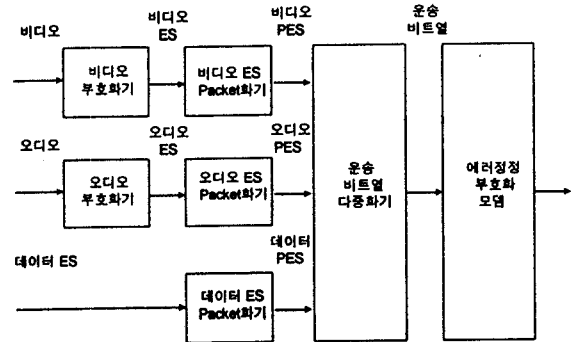 비디오
비디오
ES
비디오
PES
운송
비트열
비디오
부호화기
비디오 ES
Packet화기
오디오
오디오
ES
오디오
PES
오디오
부호화기
오디오 ES
Packet화기
운송
비트열
다중화기
에러정정
부호화
모뎀
데이터 ES
데이터
PES
데이터 ES
Packet화기